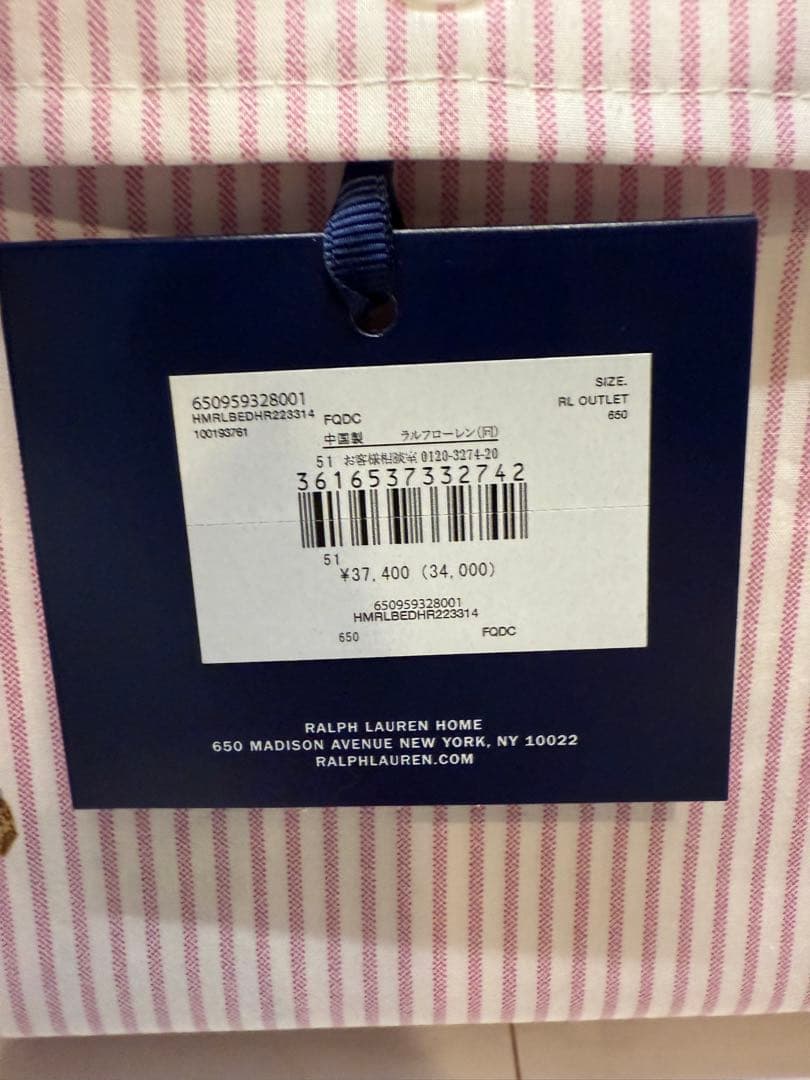 650959328001
HMRLBEDHR223314 FQDC
100193761
SIZE.
RL OUTLET
650
中国製 ラルフローレン(同)
51 お客様相談室 0120-3274-20
3616537332742
51
¥37,400 (34,000)
650959328001
HMRLBEDHR223314
650 FQDC
RALPH LAUREN HOME
650 MADISON AVENUE NEW YORK, NY 10022
RALPHLAUREN.COM